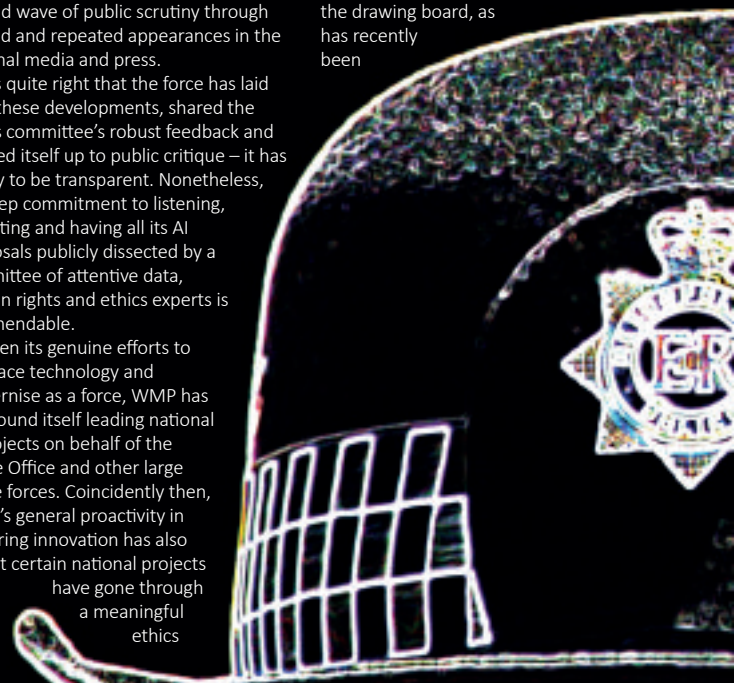 d wave of public scrutiny through
d and repeated appearances in the
nal media and press.
s quite right that the force has laid
these developments, shared the
s committee’s robust feedback and
ed itself up to public critique – it has
y to be transparent. Nonetheless,
ep commitment to listening,
ting and having all its AI
osals publicly dissected by a
mittee of attentive data,
n rights and ethics experts is
mendable.
en its genuine efforts to
ace technology and
ernise as a force, WMP has
ound itself leading national
ojects on behalf of the
e Office and other large
e forces. Coincidently then,
’s general proactivity in
ring innovation has also
t certain national projects
have gone through
a meaningful
ethics
the drawing board, as
has recently
been
ER